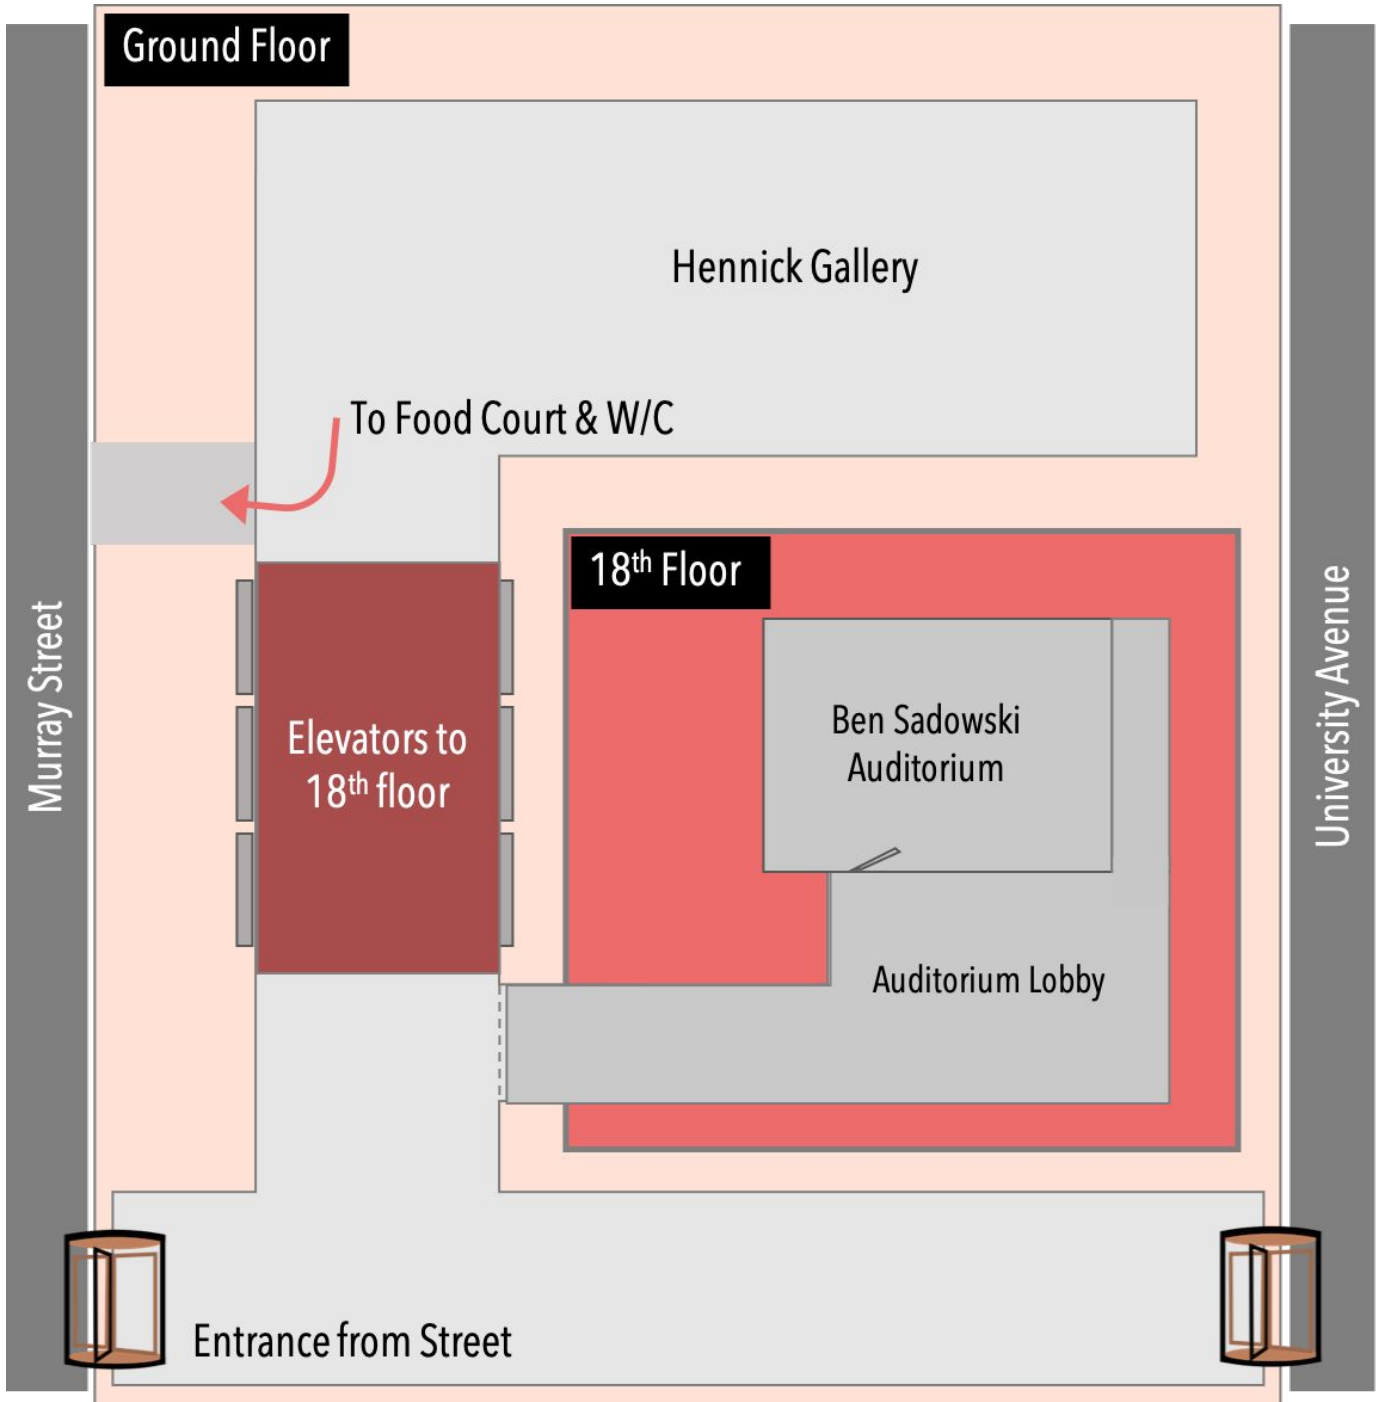 Ground Floor
Hennick Gallery
To Food Court & W/C
18th Floor
Murray Street
Elevators to
18th floor
Ben Sadowski
Auditorium
University Avenue
Auditorium Lobby
Entrance from Street